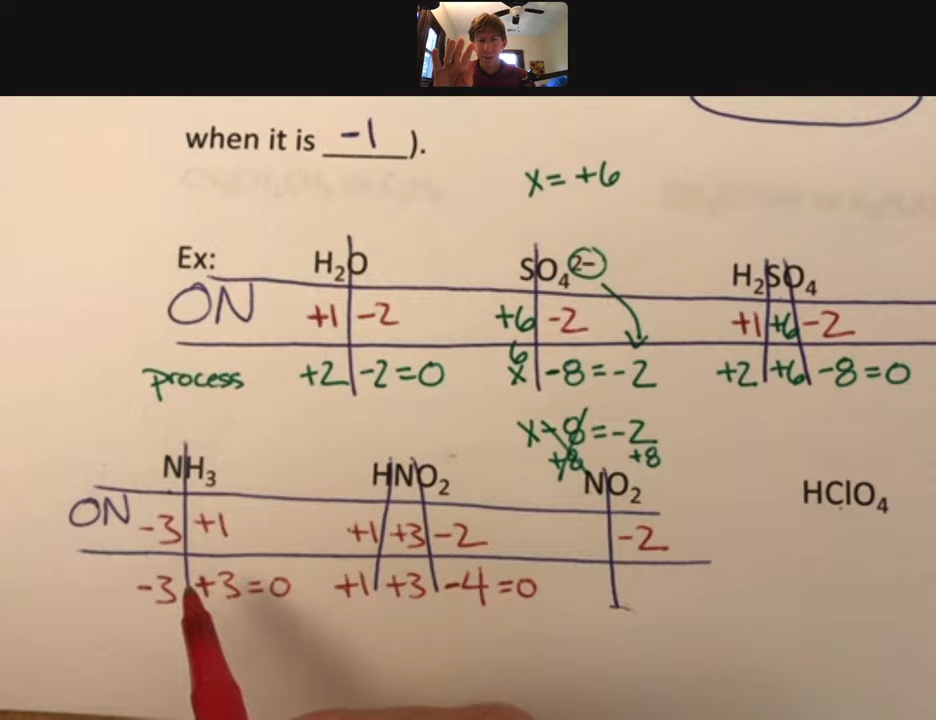 when it is -1 ).
x = +6
Ex: H₂O SO₄²⁻ H₂SO₄
ON +1 -2 +6 -2 +1 +6 -2
6
process +2 -2 = 0 x -8 = -2 +2 +6 -8 = 0
x - 8 = -2
+8 +8
NH₃ HNO₂ NO₂ HClO₄
ON -3 +1 +1 +3 -2 -2
-3 +3 = 0 +1 +3 -4 = 0